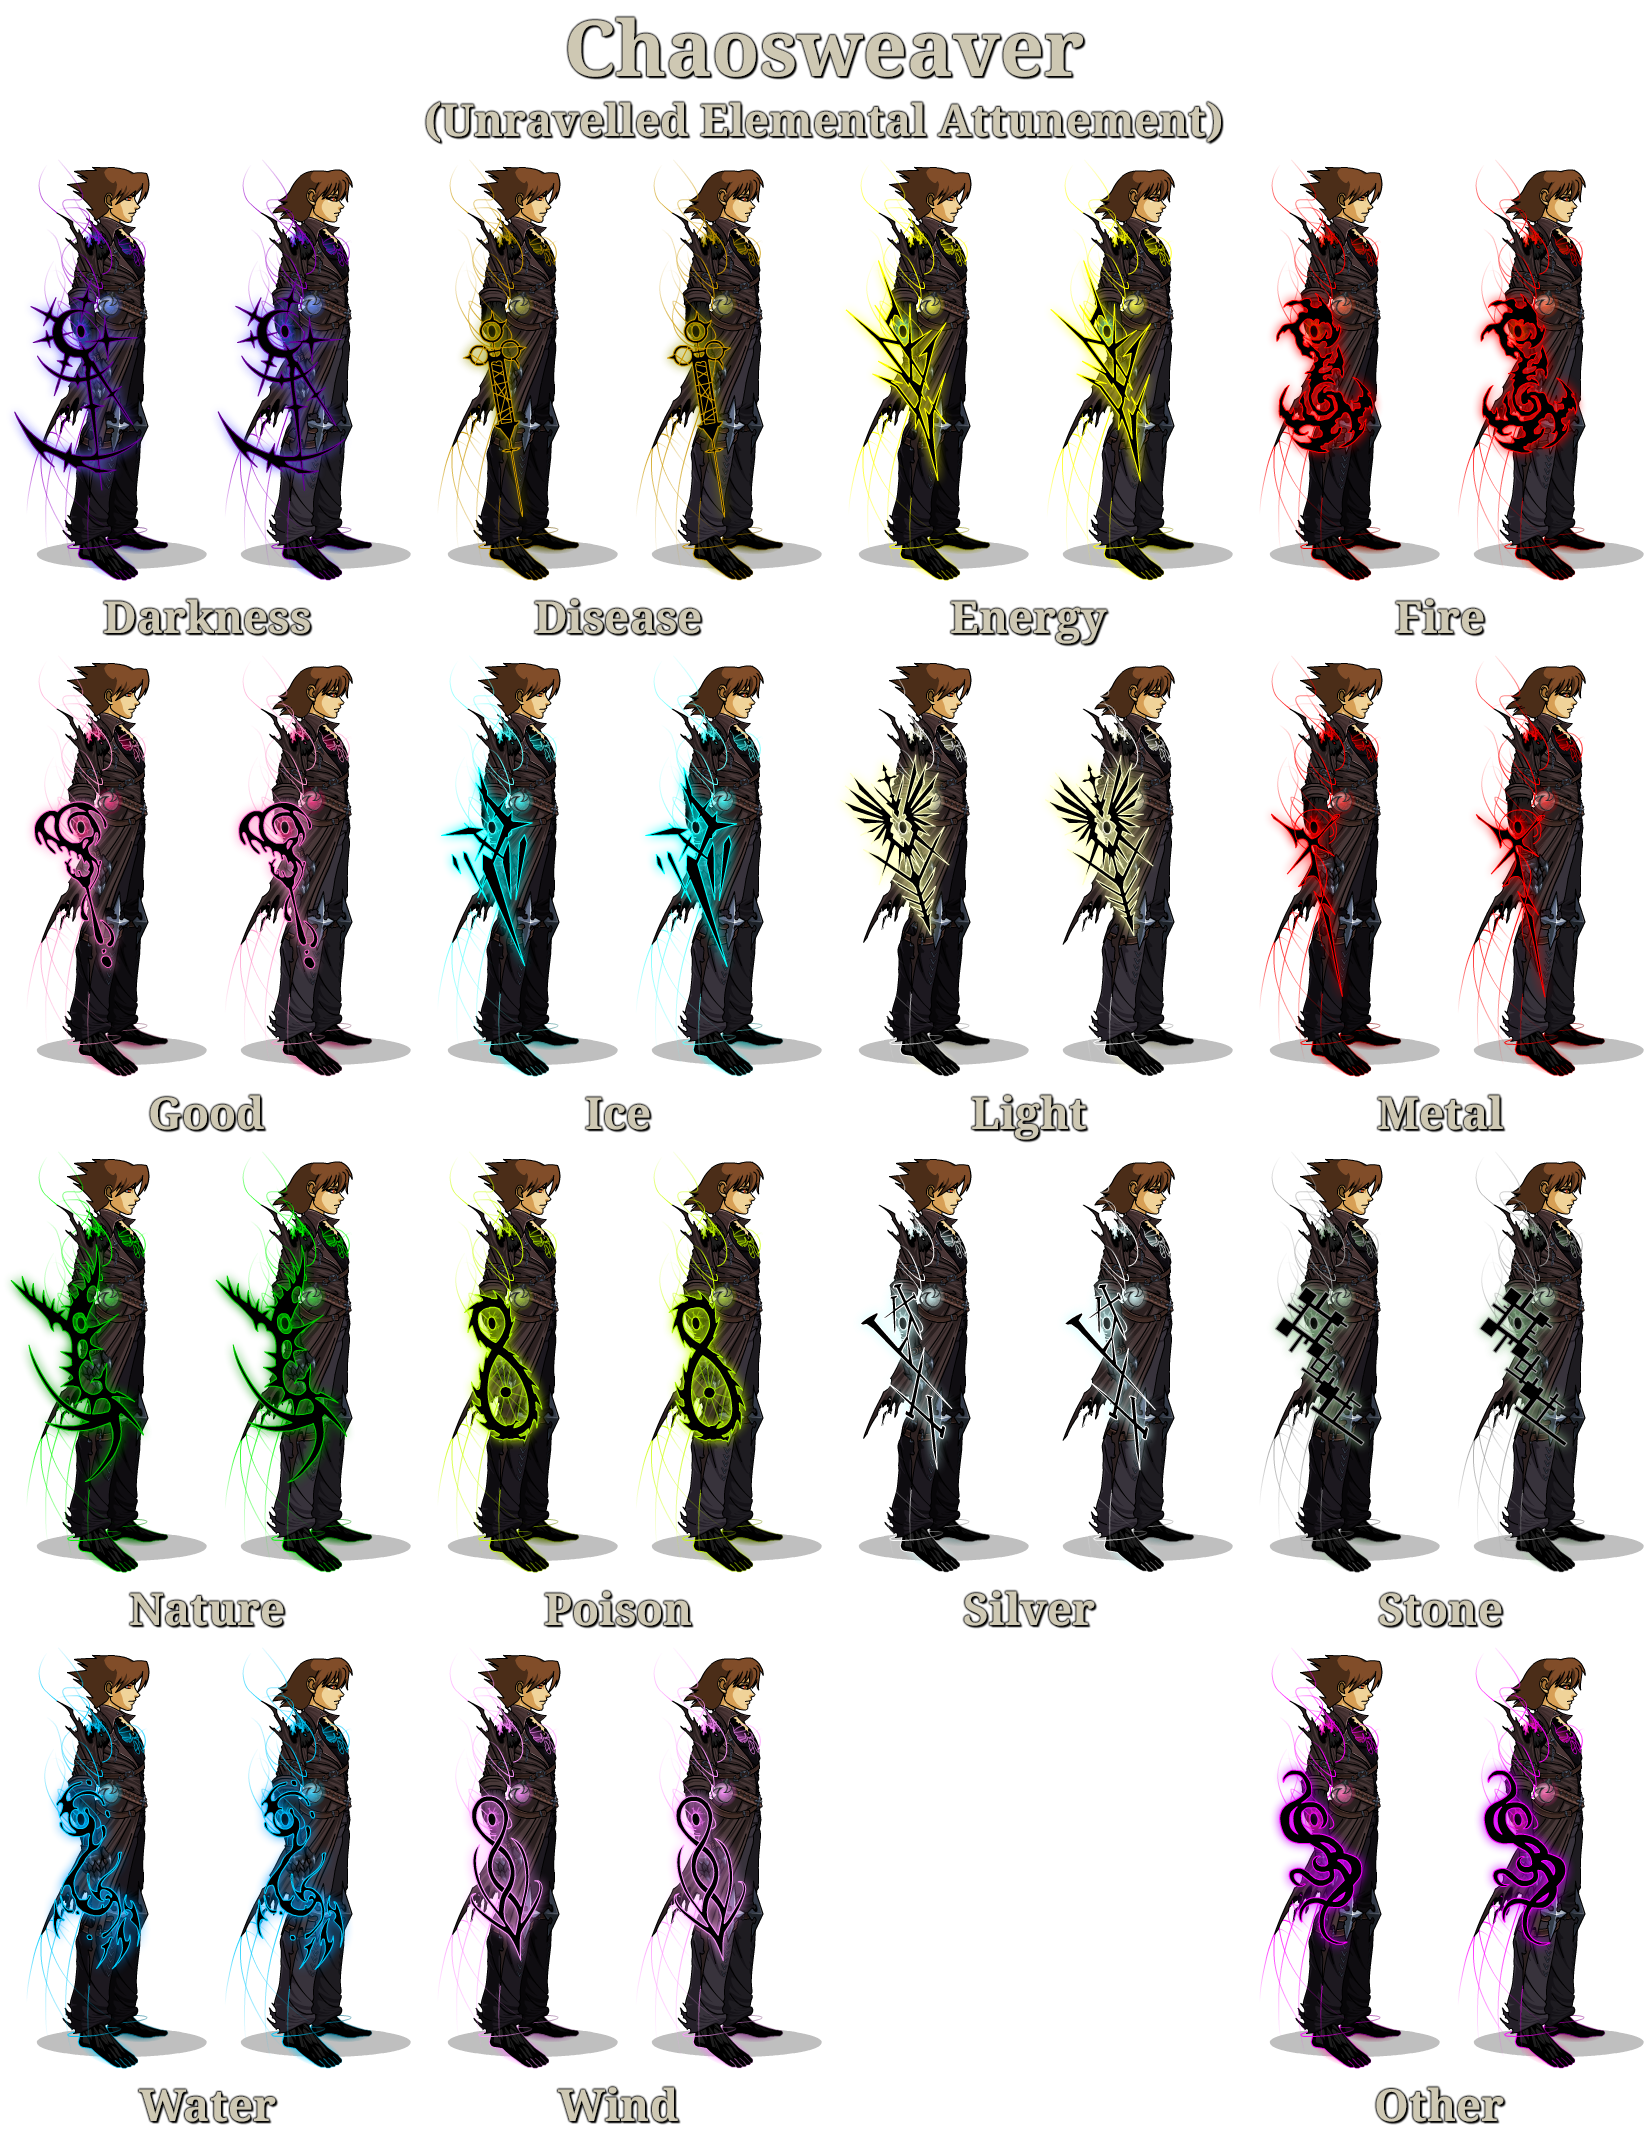 Chaosweaver
(Unravelled Elemental Attunement)
Darkness Disease Energy Fire
Good Ice Light Metal
Nature Poison Silver Stone
Water Wind Other